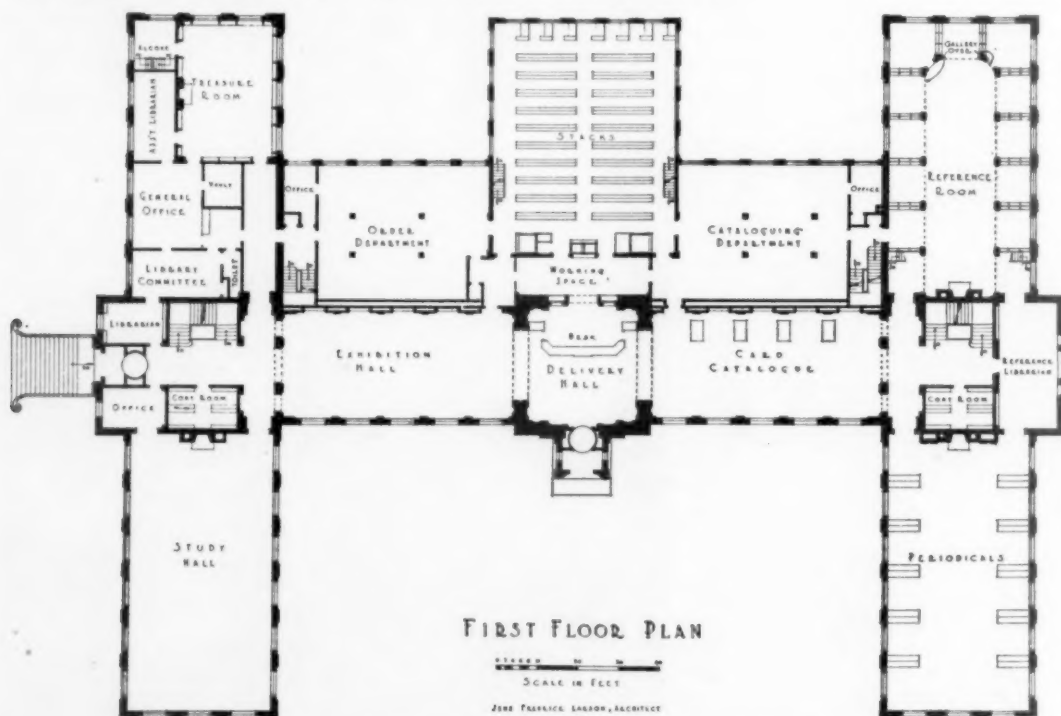 ALCOVE
TREASURE
ROOM
ASS'T LIBRARIAN
GENERAL
OFFICE
VAULT
LIBRARY
COMMITTEE
TOILET
LIBRARIAN
OFFICE
COAT ROOM
STUDY
HALL
OFFICE
ORDER
DEPARTMENT
EXHIBITION
HALL
STACKS
WORKING
SPACE
DESK
DELIVERY
HALL
CATALOGUING
DEPARTMENT
OFFICE
CARD
CATALOGUE
GALLERY
OVER
REFERENCE
ROOM
REFERENCE
LIBRARIAN
COAT ROOM
PERIODICALS
FIRST FLOOR PLAN
SCALE IN FEET
LARSON, ARCHITECT